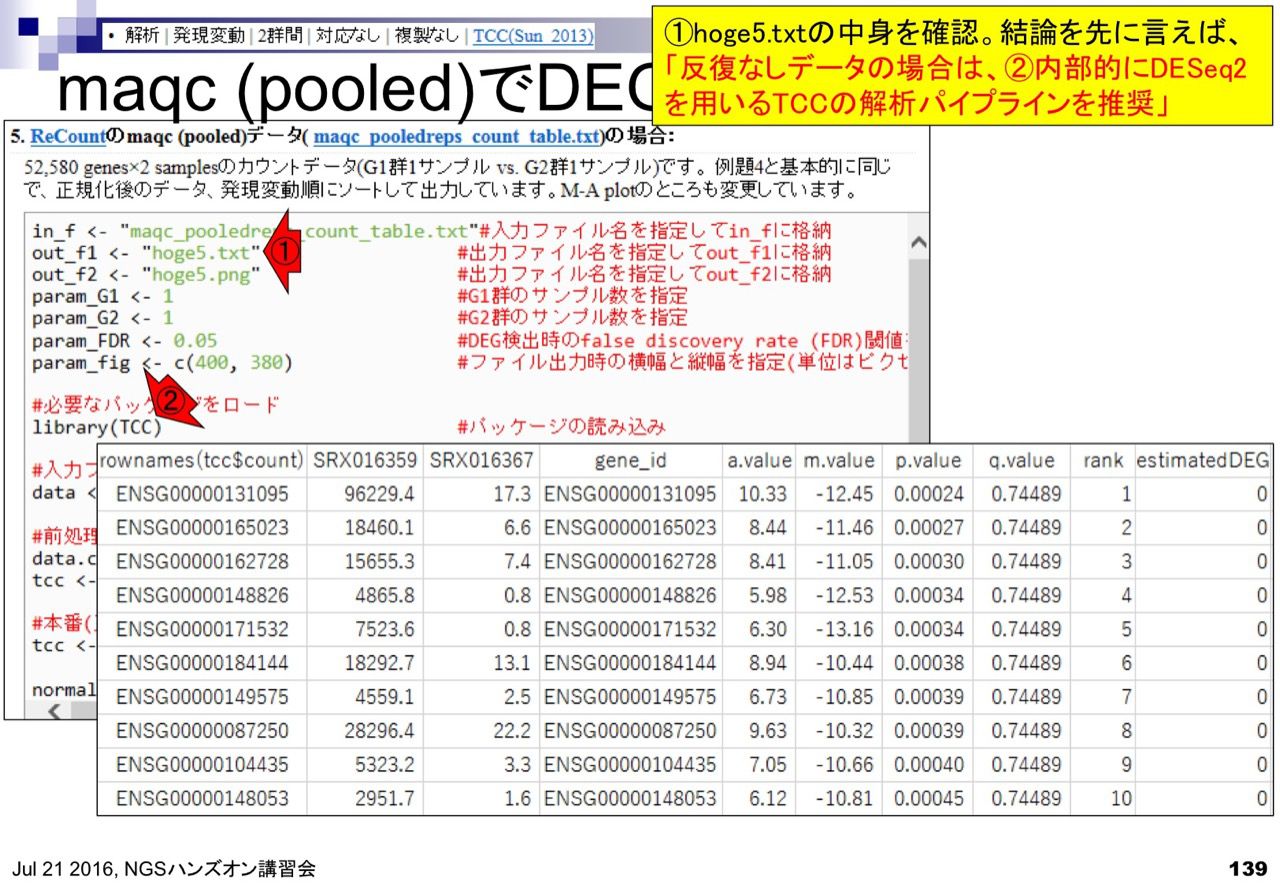 • 解析 | 発現変動 | 2群間 | 対応なし | 複製なし | TCC(Sun_2013)
maqc (pooled)でDEG
①hoge5.txtの中身を確認。結論を先に言えば、
「反復なしデータの場合は、②内部的にDESeq2
を用いるTCCの解析パイプラインを推奨」
5. ReCountのmaqc (pooled)データ( maqc_pooledreps_count_table.txt)の場合:
52,580 genes×2 samplesのカウントデータ(G1群1サンプル vs. G2群1サンプル)です。 例題4と基本的に同じ
で、正規化後のデータ、発現変動順にソートして出力しています。M-A plotのところも変更しています。
in_f <- "maqc_pooledrep _count_table.txt"#入力ファイル名を指定してin_fに格納
out_f1 <- "hoge5.txt" ① #出力ファイル名を指定してout_f1に格納
out_f2 <- "hoge5.png" #出力ファイル名を指定してout_f2に格納
param_G1 <- 1 #G1群のサンプル数を指定
param_G2 <- 1 #G2群のサンプル数を指定
param_FDR <- 0.05 #DEG検出時のfalse discovery rate (FDR)閾値
param_fig <- c(400, 380) #ファイル出力時の横幅と縦幅を指定(単位はピクセ
②
#必要なパッケージをロード
library(TCC) #パッケージの読み込み
#入力フ
data <
#前処理
data.c
tcc <-
#本番(
tcc <-
normal
rownames(tcc$count) SRX016359 SRX016367 gene_id a.value m.value p.value q.value rank estimatedDEG
ENSG00000131095 96229.4 17.3 ENSG00000131095 10.33 -12.45 0.00024 0.74489 1 0
ENSG00000165023 18460.1 6.6 ENSG00000165023 8.44 -11.46 0.00027 0.74489 2 0
ENSG00000162728 15655.3 7.4 ENSG00000162728 8.41 -11.05 0.00030 0.74489 3 0
ENSG00000148826 4865.8 0.8 ENSG00000148826 5.98 -12.53 0.00034 0.74489 4 0
ENSG00000171532 7523.6 0.8 ENSG00000171532 6.30 -13.16 0.00034 0.74489 5 0
ENSG00000184144 18292.7 13.1 ENSG00000184144 8.94 -10.44 0.00038 0.74489 6 0
ENSG00000149575 4559.1 2.5 ENSG00000149575 6.73 -10.85 0.00039 0.74489 7 0
ENSG00000087250 28296.4 22.2 ENSG00000087250 9.63 -10.32 0.00039 0.74489 8 0
ENSG00000104435 5323.2 3.3 ENSG00000104435 7.05 -10.66 0.00040 0.74489 9 0
ENSG00000148053 2951.7 1.6 ENSG00000148053 6.12 -10.81 0.00045 0.74489 10 0
Jul 21 2016, NGSハンズオン講習会
139